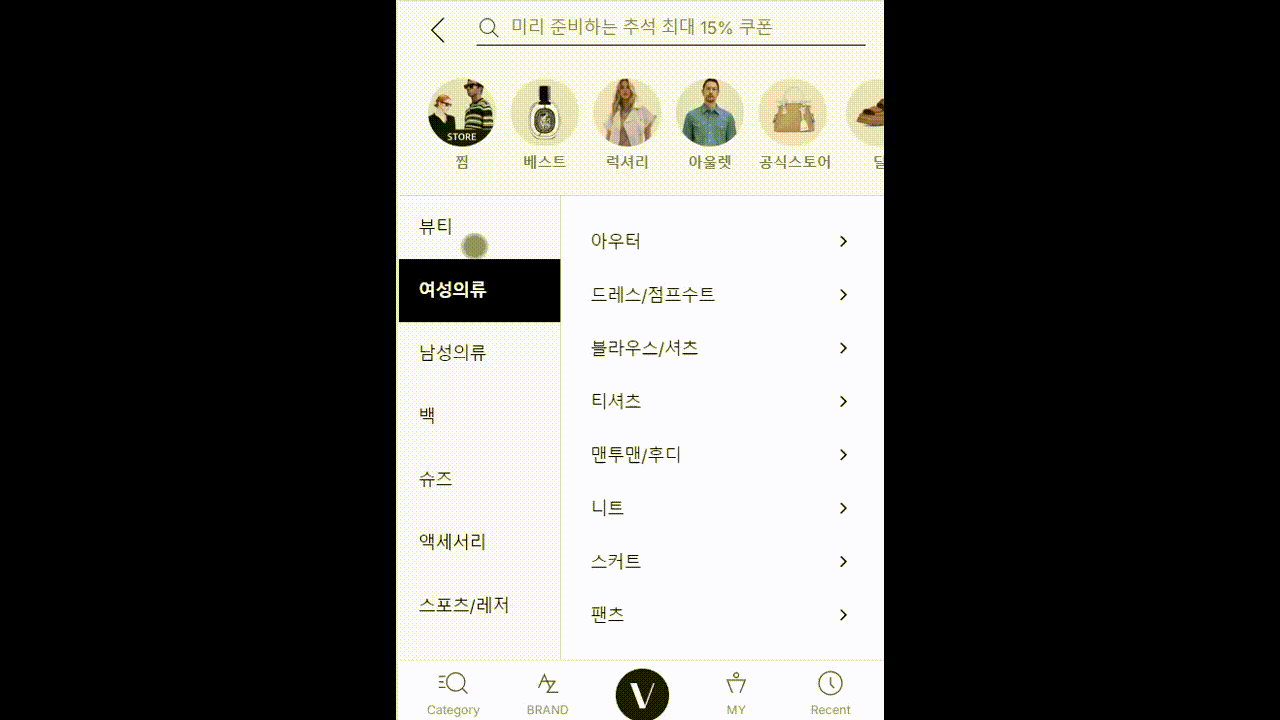 미리 준비하는 추석 최대 15% 쿠폰
STORE
찜
베스트
럭셔리
아울렛
공식스토어
뷰티
여성의류
남성의류
백
슈즈
액세서리
스포츠/레저
아우터
드레스/점프수트
블라우스/셔츠
티셔츠
맨투맨/후디
니트
스커트
팬츠
Category
BRAND
V
MY
Recent